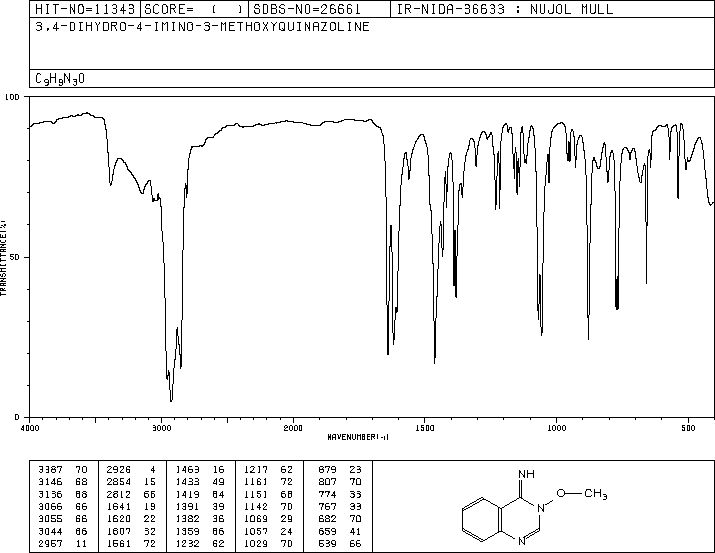 HIT-NO=11343 SCORE= ( ) SDBS-NO=26661 IR-NIDA-36633 : NUJOL MULL
3,4-DIHYDRO-4-IMINO-3-METHOXYQUINAZOLINE
C9H9N3O
100
50
0
TRANSMITTANCE(%)
4000 3000 2000 1500 1000 500
WAVENUMBER(-1)
3387 70 2926 4 1463 16 1217 62 879 23
3146 68 2854 15 1433 49 1161 72 807 70
3136 68 2812 66 1419 64 1151 68 774 33
3066 66 1641 19 1391 39 1142 70 767 33
3055 66 1620 22 1382 36 1069 29 682 70
3044 66 1607 32 1359 66 1057 24 659 41
2957 11 1561 72 1232 62 1029 70 539 66
NH
N O CH3
N